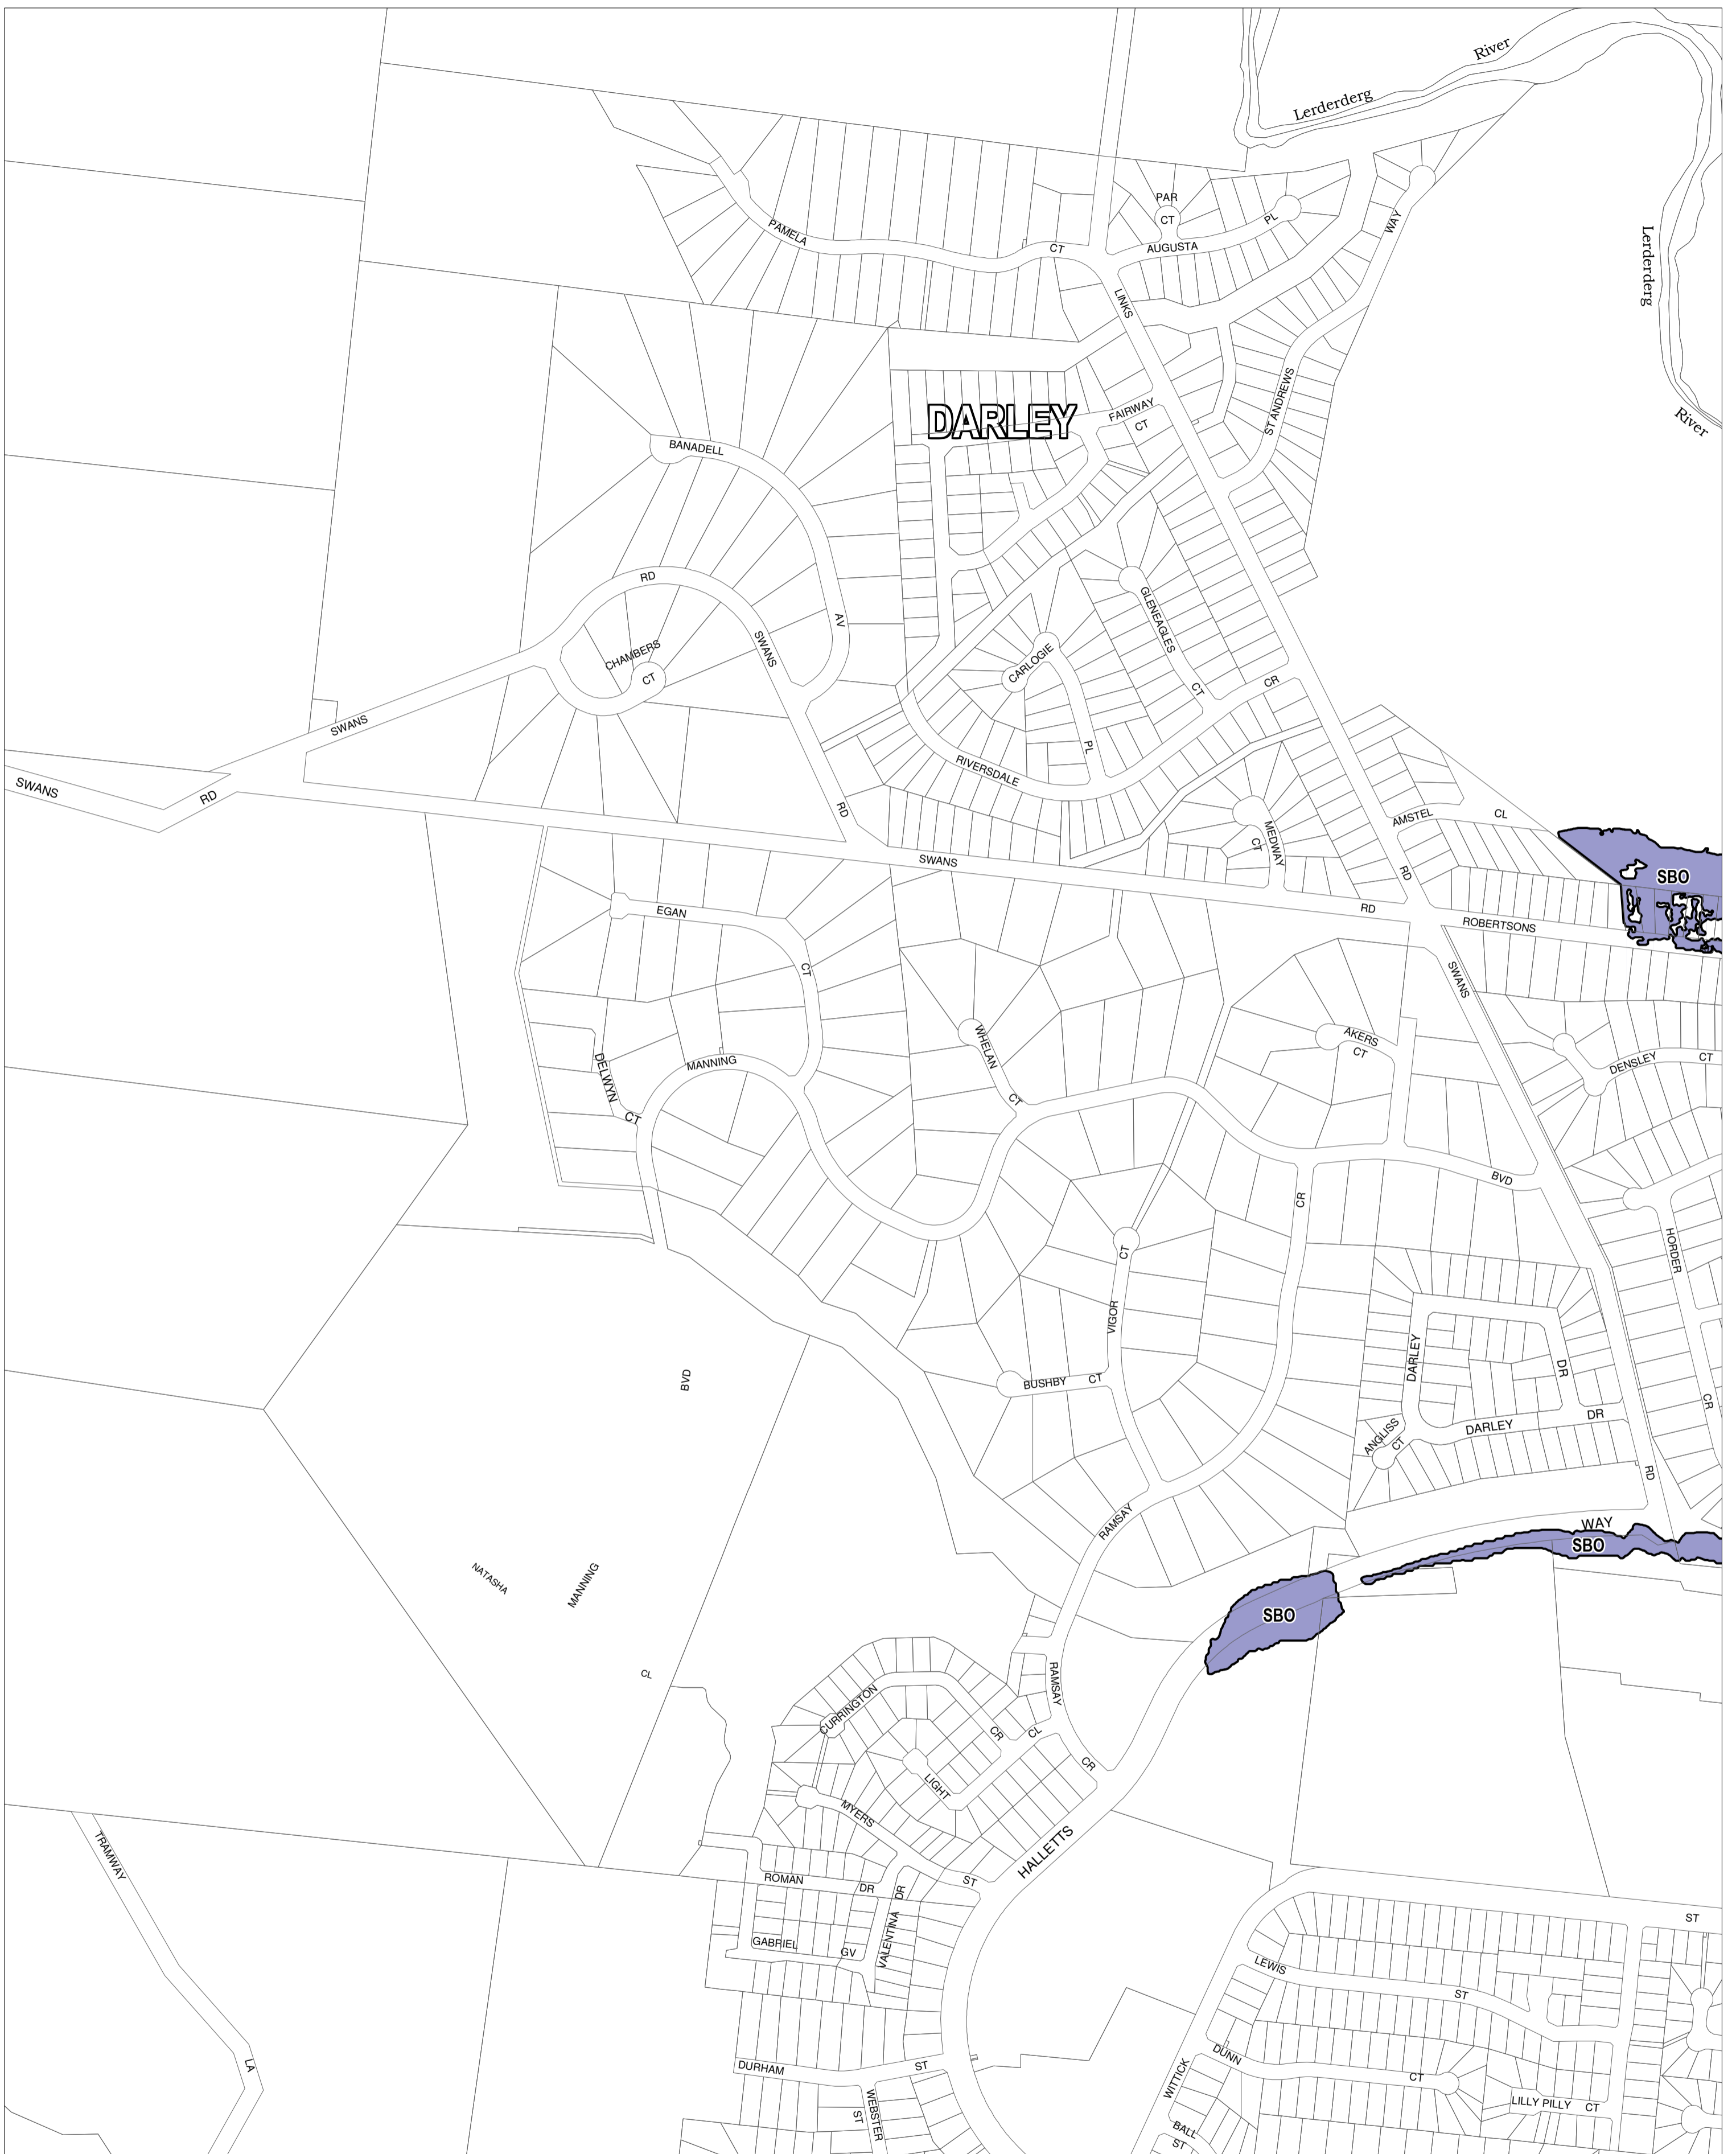 River
Lerderderg
PAR
CT
PL
WAY
PAMELA
CT
AUGUSTA
Lerderderg
LINKS
ST ANDREWS
River
DARLEY
FAIRWAY
CT
BANADELL
RD
AV
SWANS
CHAMBERS
CT
GLENEAGLES
CARLOGIE
CT
CR
SWANS
PL
RIVERSDALE
SWANS
RD
RD
AMSTEL
CL
MEDWAY
CT
SWANS
RD
SBO
RD
ROBERTSONS
EGAN
CT
SWANS
WHELAN
AKERS
CT
DENSLEY
CT
MANNING
DELWYN
CT
CT
BVD
CR
HORDER
CT
VIGOR
DARLEY
DR
BVD
BUSHBY
CT
CR
DARLEY
DR
ANGLISS
CT
RD
RAMSAY
WAY
SBO
NATASHA
MANNING
SBO
CL
RAMSAY
CURRINGTON
CR
CL
CR
LIGHT
MYERS
HALLETTS
TRAMWAY
ROMAN
DR
DR
ST
VALENTINA
GABRIEL
GV
ST
LEWIS
ST
LA
DURHAM
ST
DUNN
CT
WITTICK
WEBSTER
ST
LILLY PILLY
CT
BALL
ST